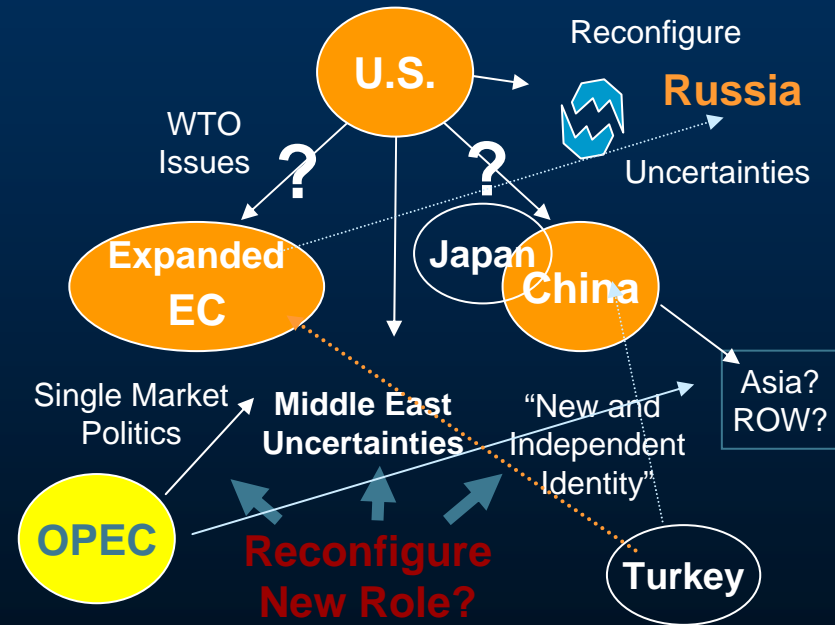 U.S.
Reconfigure
Russia
Uncertainties
WTO
Issues
?
?
Expanded
EC
Japan
China
Asia?
ROW?
Single Market
Politics
Middle East
Uncertainties
“New and
Independent
Identity”
OPEC
Reconfigure
New Role?
Turkey